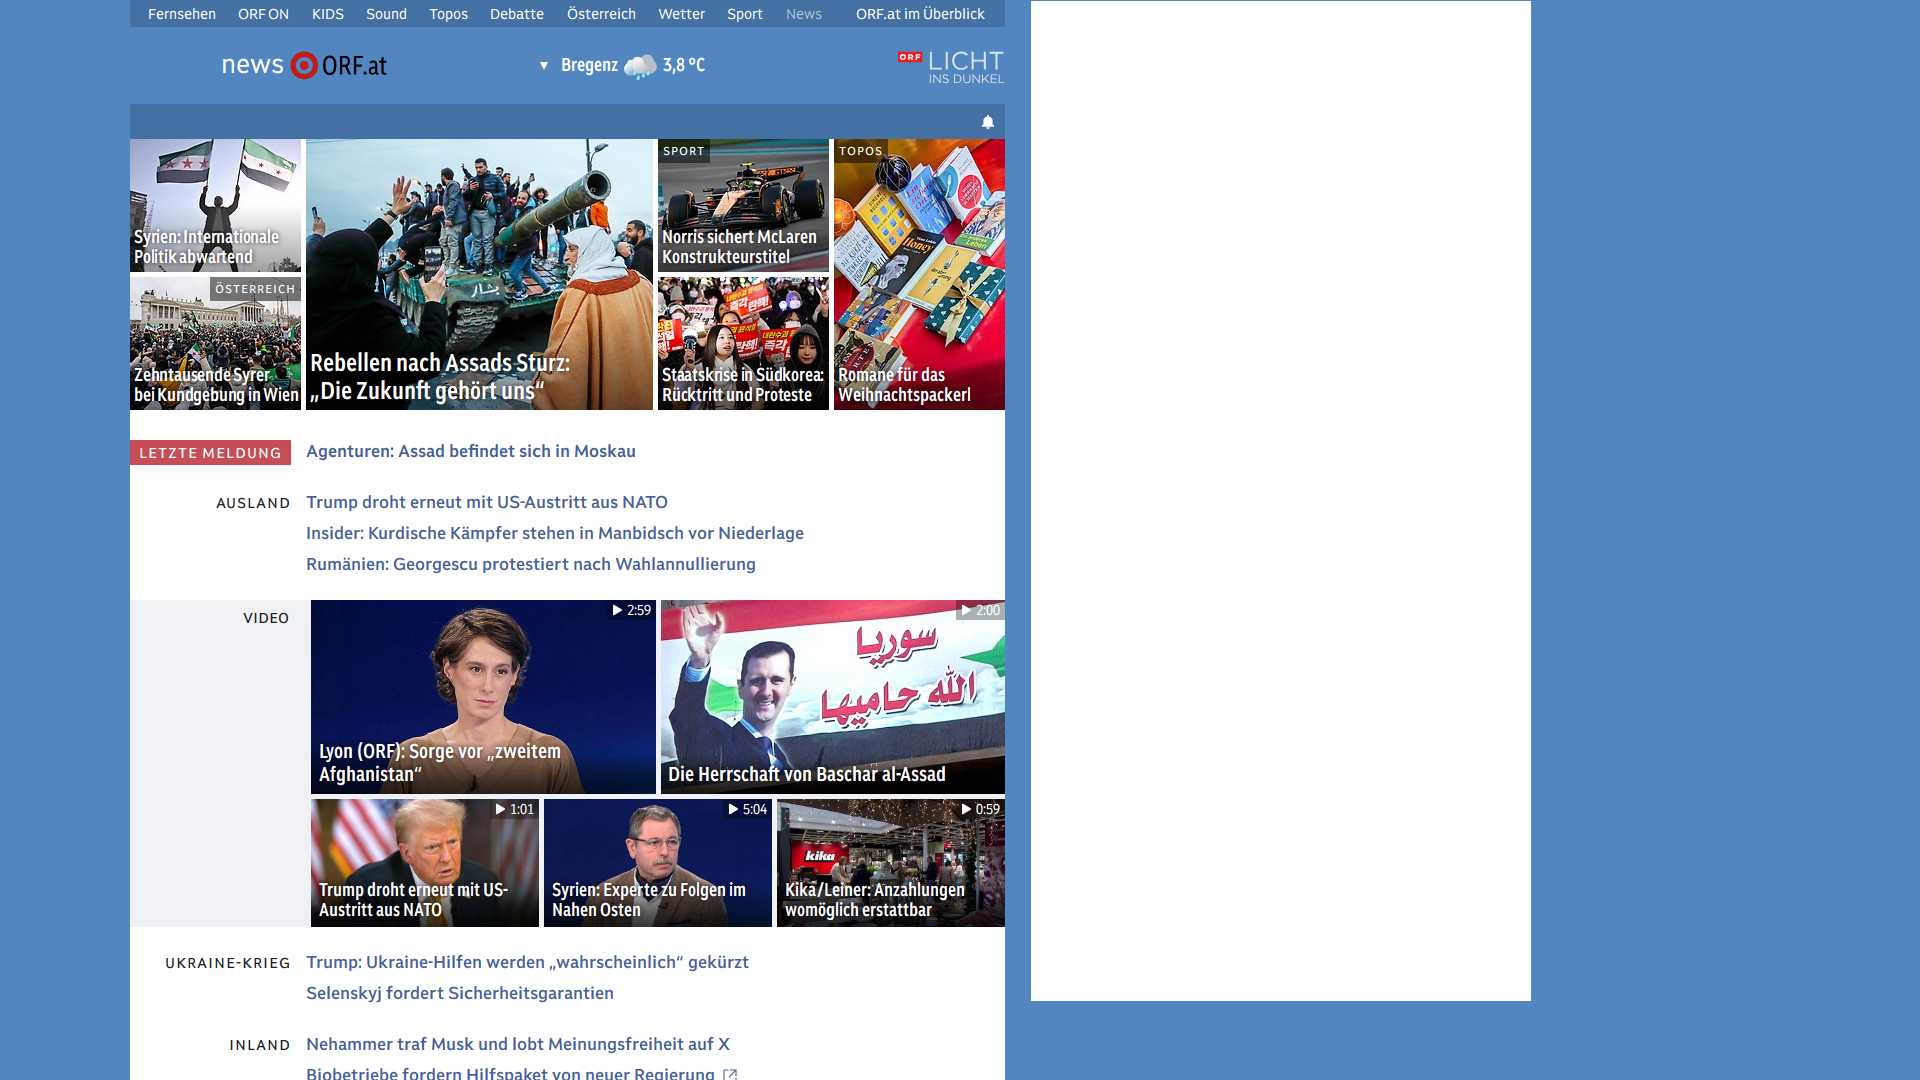 Fernsehen ORF ON KIDS Sound Topos Debatte Österreich Wetter Sport News ORF.at im Überblick
news ORF.at
▼ Bregenz 3,8 °C
ORF LICHT
INS DUNKEL
Syrien: Internationale
Politik abwartend
ÖSTERREICH
Zehntausende Syrer
bei Kundgebung in Wien
بشار
Rebellen nach Assads Sturz:
„Die Zukunft gehört uns“
SPORT
Norris sichert McLaren
Konstrukteurstitel
Staatskrise in Südkorea:
Rücktritt und Proteste
TOPOS
Honey
Romane für das
Weihnachtspackerl
LETZTE MELDUNG Agenturen: Assad befindet sich in Moskau
AUSLAND Trump droht erneut mit US-Austritt aus NATO
Insider: Kurdische Kämpfer stehen in Manbidsch vor Niederlage
Rumänien: Georgescu protestiert nach Wahlannullierung
VIDEO
2:59
Lyon (ORF): Sorge vor „zweitem
Afghanistan“
2:00
سوريا
الله حاميها
Die Herrschaft von Baschar al-Assad
1:01
Trump droht erneut mit US-
Austritt aus NATO
5:04
Syrien: Experte zu Folgen im
Nahen Osten
0:59
kika
Kika/Leiner: Anzahlungen
womöglich erstattbar
UKRAINE-KRIEG Trump: Ukraine-Hilfen werden „wahrscheinlich“ gekürzt
Selenskyj fordert Sicherheitsgarantien
INLAND Nehammer traf Musk und lobt Meinungsfreiheit auf X
Biobetriebe fordern Hilfspaket von neuer Regierung